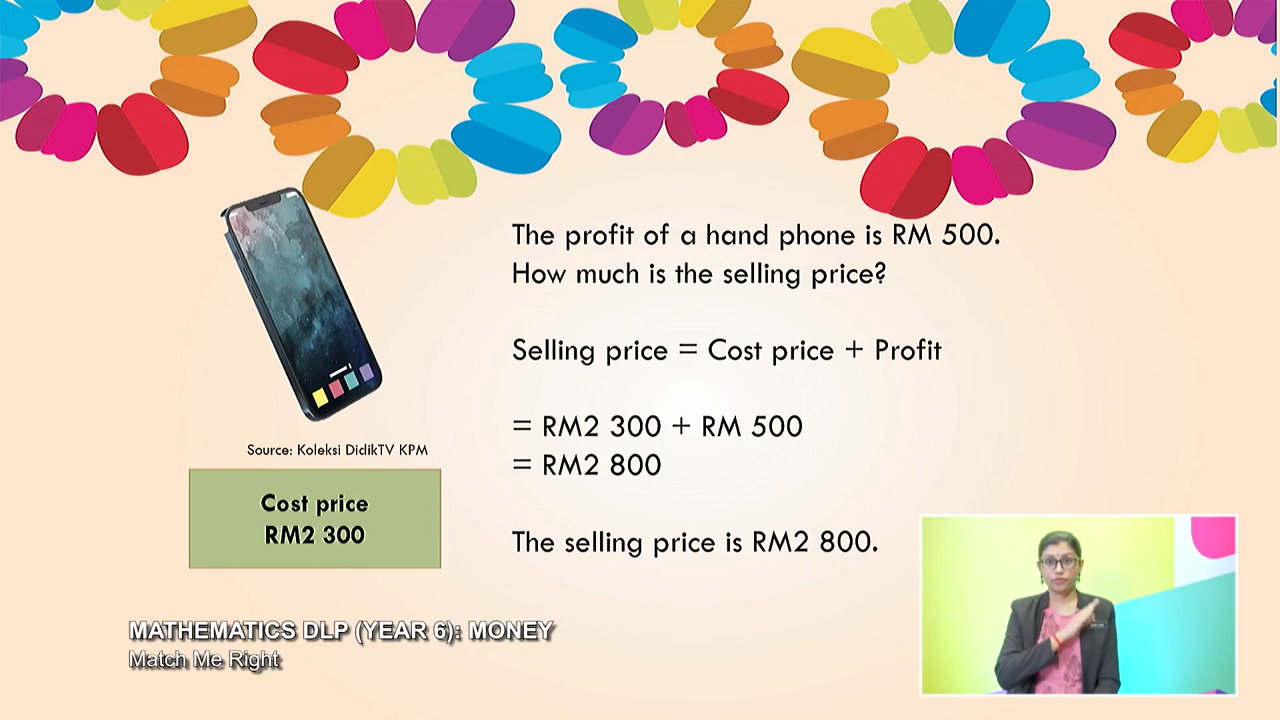 The profit of a hand phone is RM 500.
How much is the selling price?
Selling price = Cost price + Profit
= RM2 300 + RM 500
= RM2 800
The selling price is RM2 800.
Source: Koleksi DidikTV KPM
Cost price
RM2 300
MATHEMATICS DLP (YEAR 6): MONEY
Match Me Right